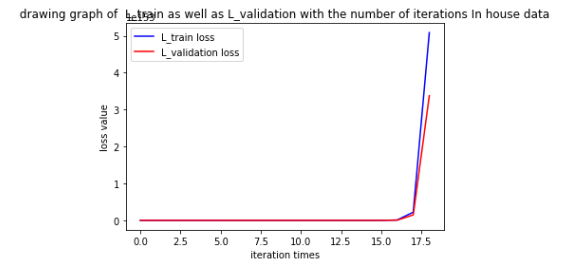 drawing graph of L_train as well as L_validation with the number of iterations In house data
1e153
L_train loss
L_validation loss
5
4
3
2
1
0
loss value
0.0 2.5 5.0 7.5 10.0 12.5 15.0 17.5
iteration times